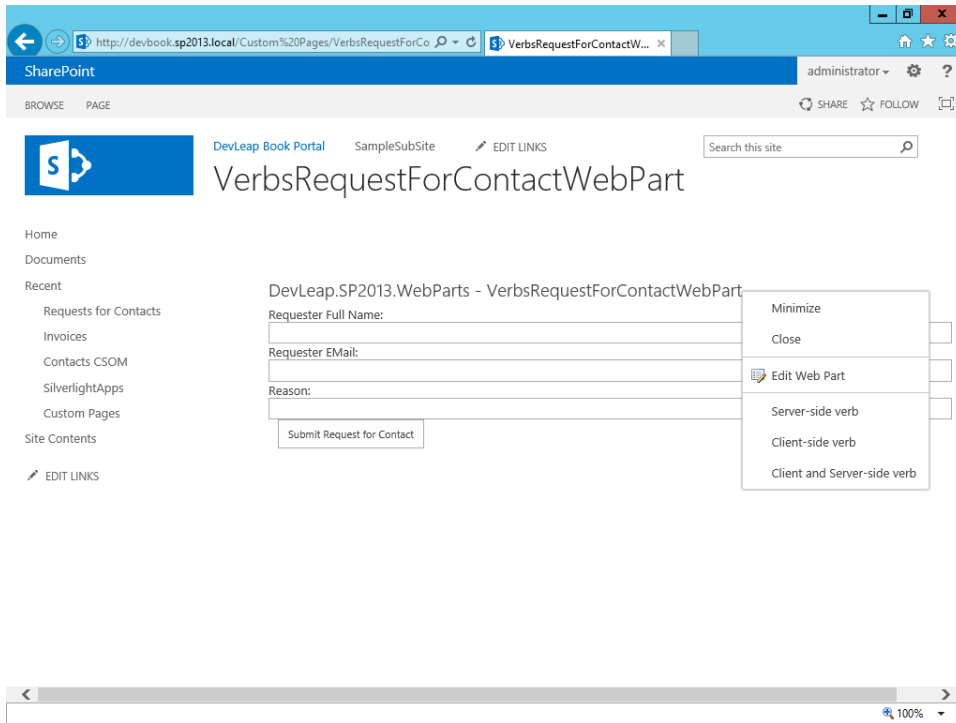 http://devbook.sp2013.local/Custom%20Pages/VerbsRequestForCo
VerbsRequestForContactW...
SharePoint
administrator
?
BROWSE PAGE
SHARE FOLLOW
S
DevLeap Book Portal SampleSubSite EDIT LINKS
Search this site
VerbsRequestForContactWebPart
Home
Documents
Recent
Requests for Contacts
Invoices
Contacts CSOM
SilverlightApps
Custom Pages
Site Contents
EDIT LINKS
DevLeap.SP2013.WebParts - VerbsRequestForContactWebPart
Requester Full Name:
Requester EMail:
Reason:
Submit Request for Contact
Minimize
Close
Edit Web Part
Server-side verb
Client-side verb
Client and Server-side verb
100%